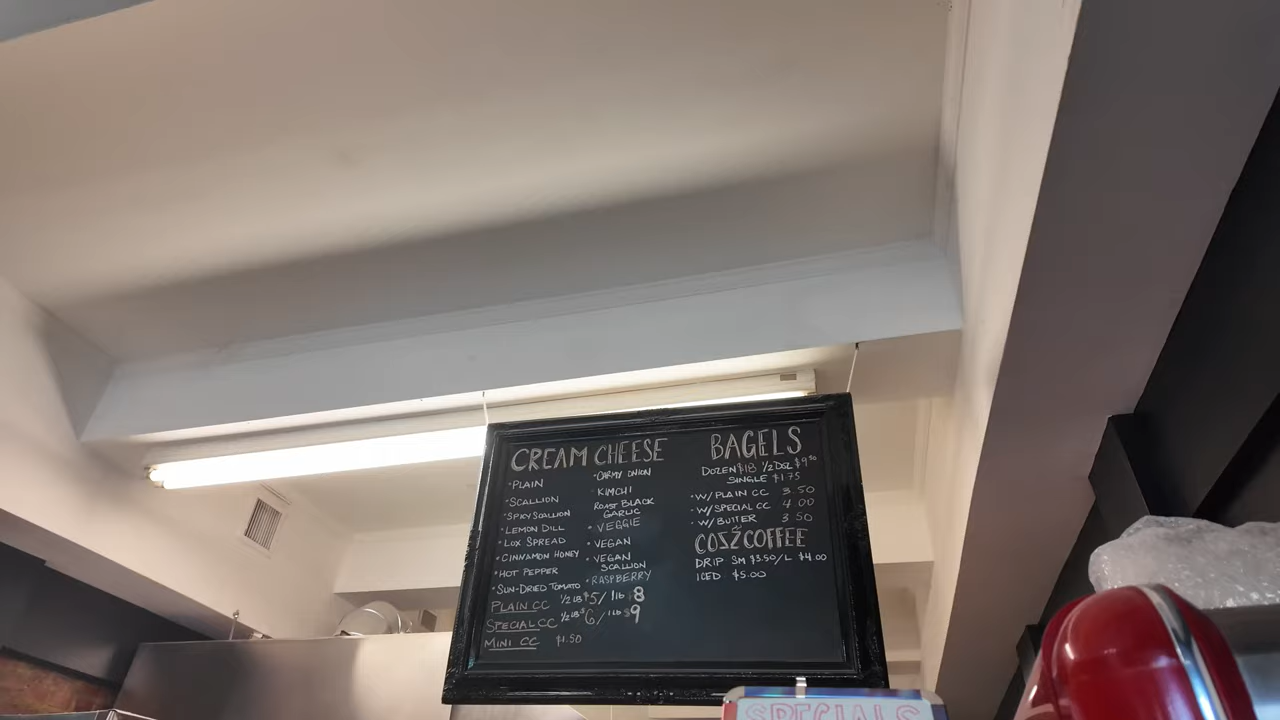 CREAM CHEESE
• PLAIN
• SCALLION
• SPICY SCALLION
• LEMON DILL
• LOX SPREAD
• CINNAMON HONEY
• HOT PEPPER
• SUN-DRIED TOMATO
• CARMY ONION
• KIMCHI
ROAST BLACK
GARLIC
• VEGGIE
• VEGAN
• VEGAN
SCALLION
• RASPBERRY
PLAIN CC 1/2 LB $5/ 1 LB $8
SPECIAL CC 1/2 LB $6/ 1 LB $9
MINI CC $1.50
BAGELS
DOZEN $18 1/2 DOZ $9.50
SINGLE $1.75
• W/ PLAIN CC 3.50
• W/ SPECIAL CC 4.00
• W/ BUTTER 3.50
COFFEE
DRIP SM $3.50/L $4.00
ICED $5.00
SPECIALS